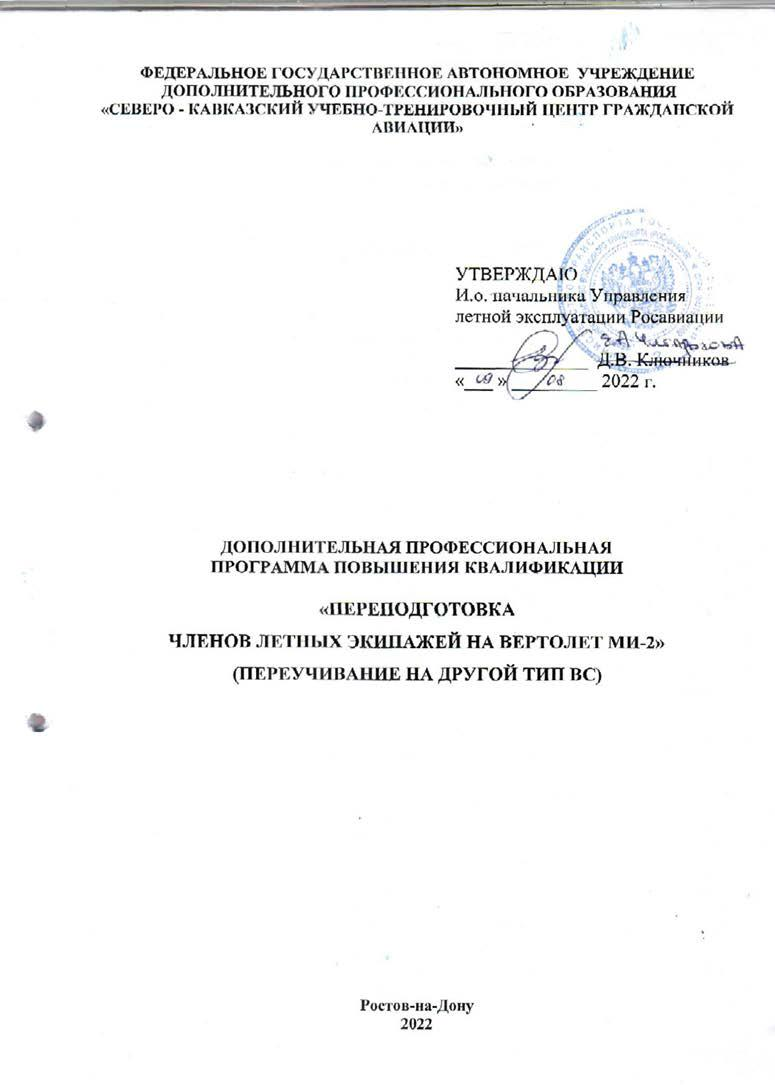 ФЕДЕРАЛЬНОЕ ГОСУДАРСТВЕННОЕ АВТОНОМНОЕ УЧРЕЖДЕНИЕ
ДОПОЛНИТЕЛЬНОГО ПРОФЕССИОНАЛЬНОГО ОБРАЗОВАНИЯ
«СЕВЕРО - КАВКАЗСКИЙ УЧЕБНО-ТРЕНИРОВОЧНЫЙ ЦЕНТР ГРАЖДАНСКОЙ
АВИАЦИИ»
УТВЕРЖДАЮ
И.о. начальника Управления
летной эксплуатации Росавиации
Д.В. Ключников
« 09 » 08 2022 г.
ДОПОЛНИТЕЛЬНАЯ ПРОФЕССИОНАЛЬНАЯ
ПРОГРАММА ПОВЫШЕНИЯ КВАЛИФИКАЦИИ
«ПЕРЕПОДГОТОВКА
ЧЛЕНОВ ЛЕТНЫХ ЭКИПАЖЕЙ НА ВЕРТОЛЕТ МИ-2»
(ПЕРЕУЧИВАНИЕ НА ДРУГОЙ ТИП ВС)
Ростов-на-Дону
2022